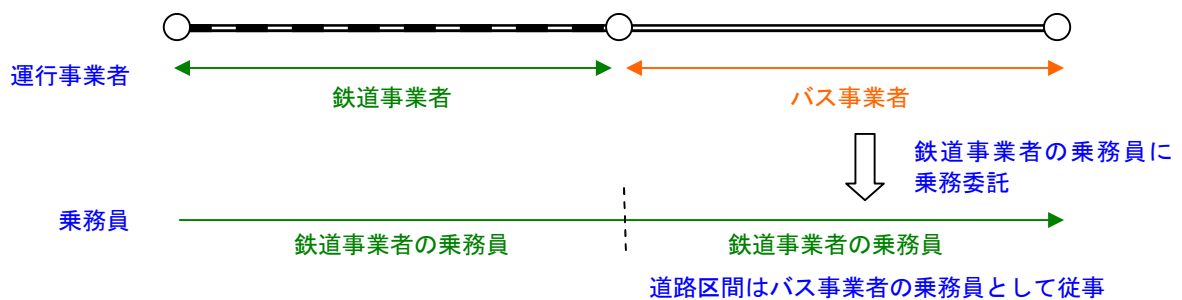 運行事業者
鉄道事業者
バス事業者
鉄道事業者の乗務員に
乗務委託
乗務員
鉄道事業者の乗務員
鉄道事業者の乗務員
道路区間はバス事業者の乗務員として従事